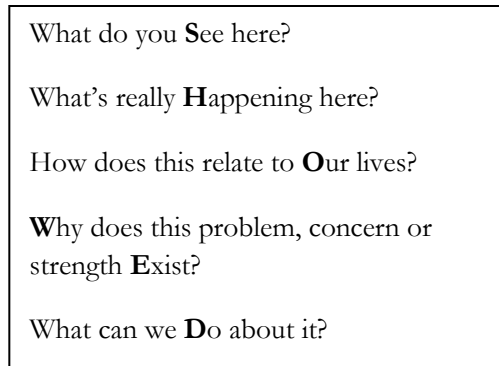 What do you See here?
What’s really Happening here?
How does this relate to Our lives?
Why does this problem, concern or
strength Exist?
What can we Do about it?